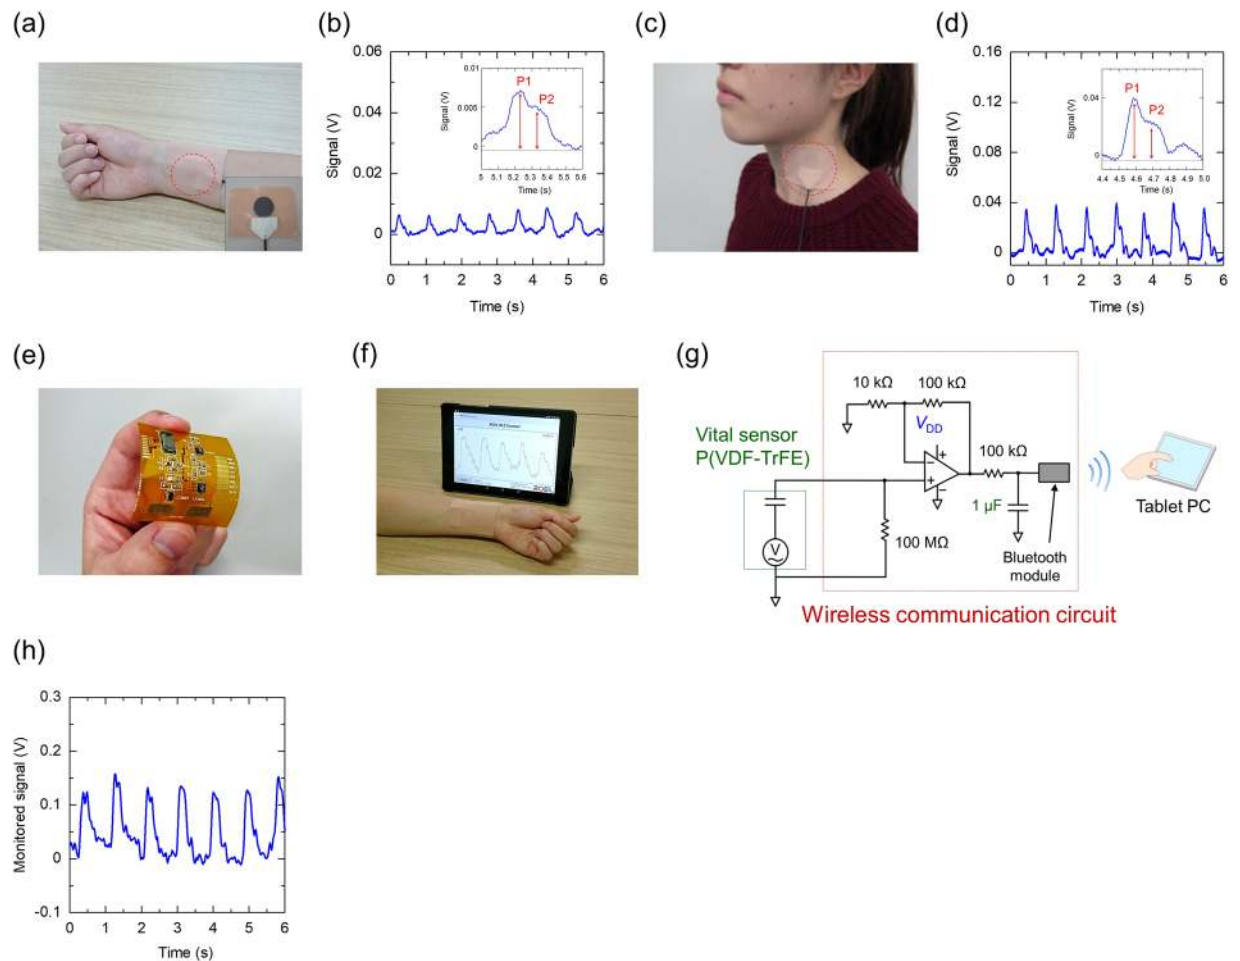 (a)
(b)
0.06
0.04
0.02
0
0 1 2 3 4 5 6
Signal (V)
Time (s)
0.01
0.005
0
5 5.1 5.2 5.3 5.4 5.5 5.6
Signal (V)
Time (s)
P1
P2
(c)
(d)
0.16
0.12
0.08
0.04
0.00
0 1 2 3 4 5 6
Signal (V)
Time (s)
0.04
0
4.4 4.5 4.6 4.7 4.8 4.9 5.0
Signal (V)
Time (s)
P1
P2
(e)
(f)
(g)
10 kΩ
100 kΩ
Vital sensor
P(VDF-TrFE)
VDD
100 kΩ
−
+
+
−
1 µF
100 MΩ
V
Bluetooth
module
Tablet PC
Wireless communication circuit
(h)
0.3
0.2
0.1
0
-0.1
0 1 2 3 4 5 6
Monitored signal (V)
Time (s)